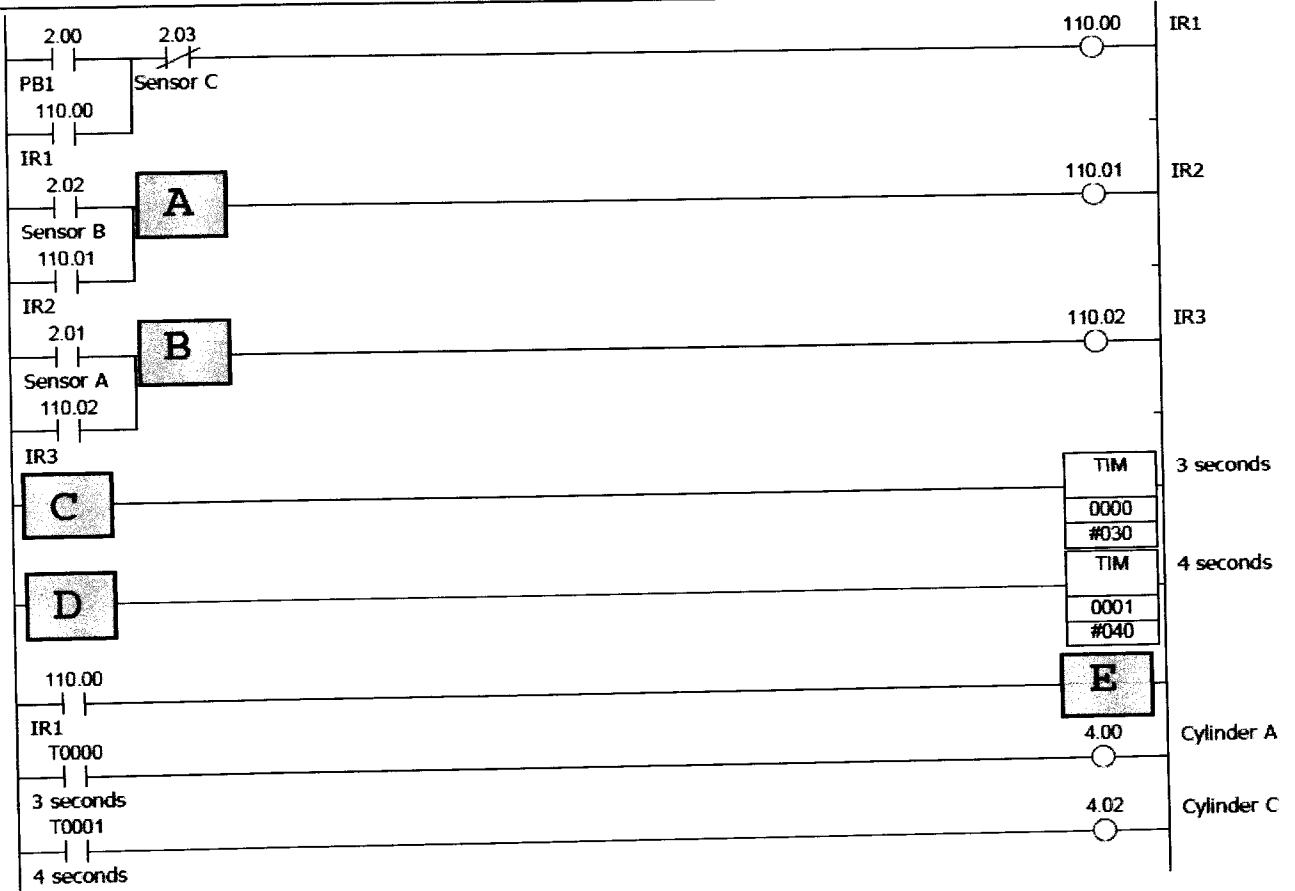 2.00 2.03 110.00 IR1
PB1 Sensor C
110.00
IR1
2.02 A 110.01 IR2
Sensor B
110.01
IR2
2.01 B 110.02 IR3
Sensor A
110.02
IR3
C TIM 3 seconds
0000
#030
D TIM 4 seconds
0001
#040
110.00 E
IR1
T0000 4.00 Cylinder A
3 seconds
T0001 4.02 Cylinder C
4 seconds